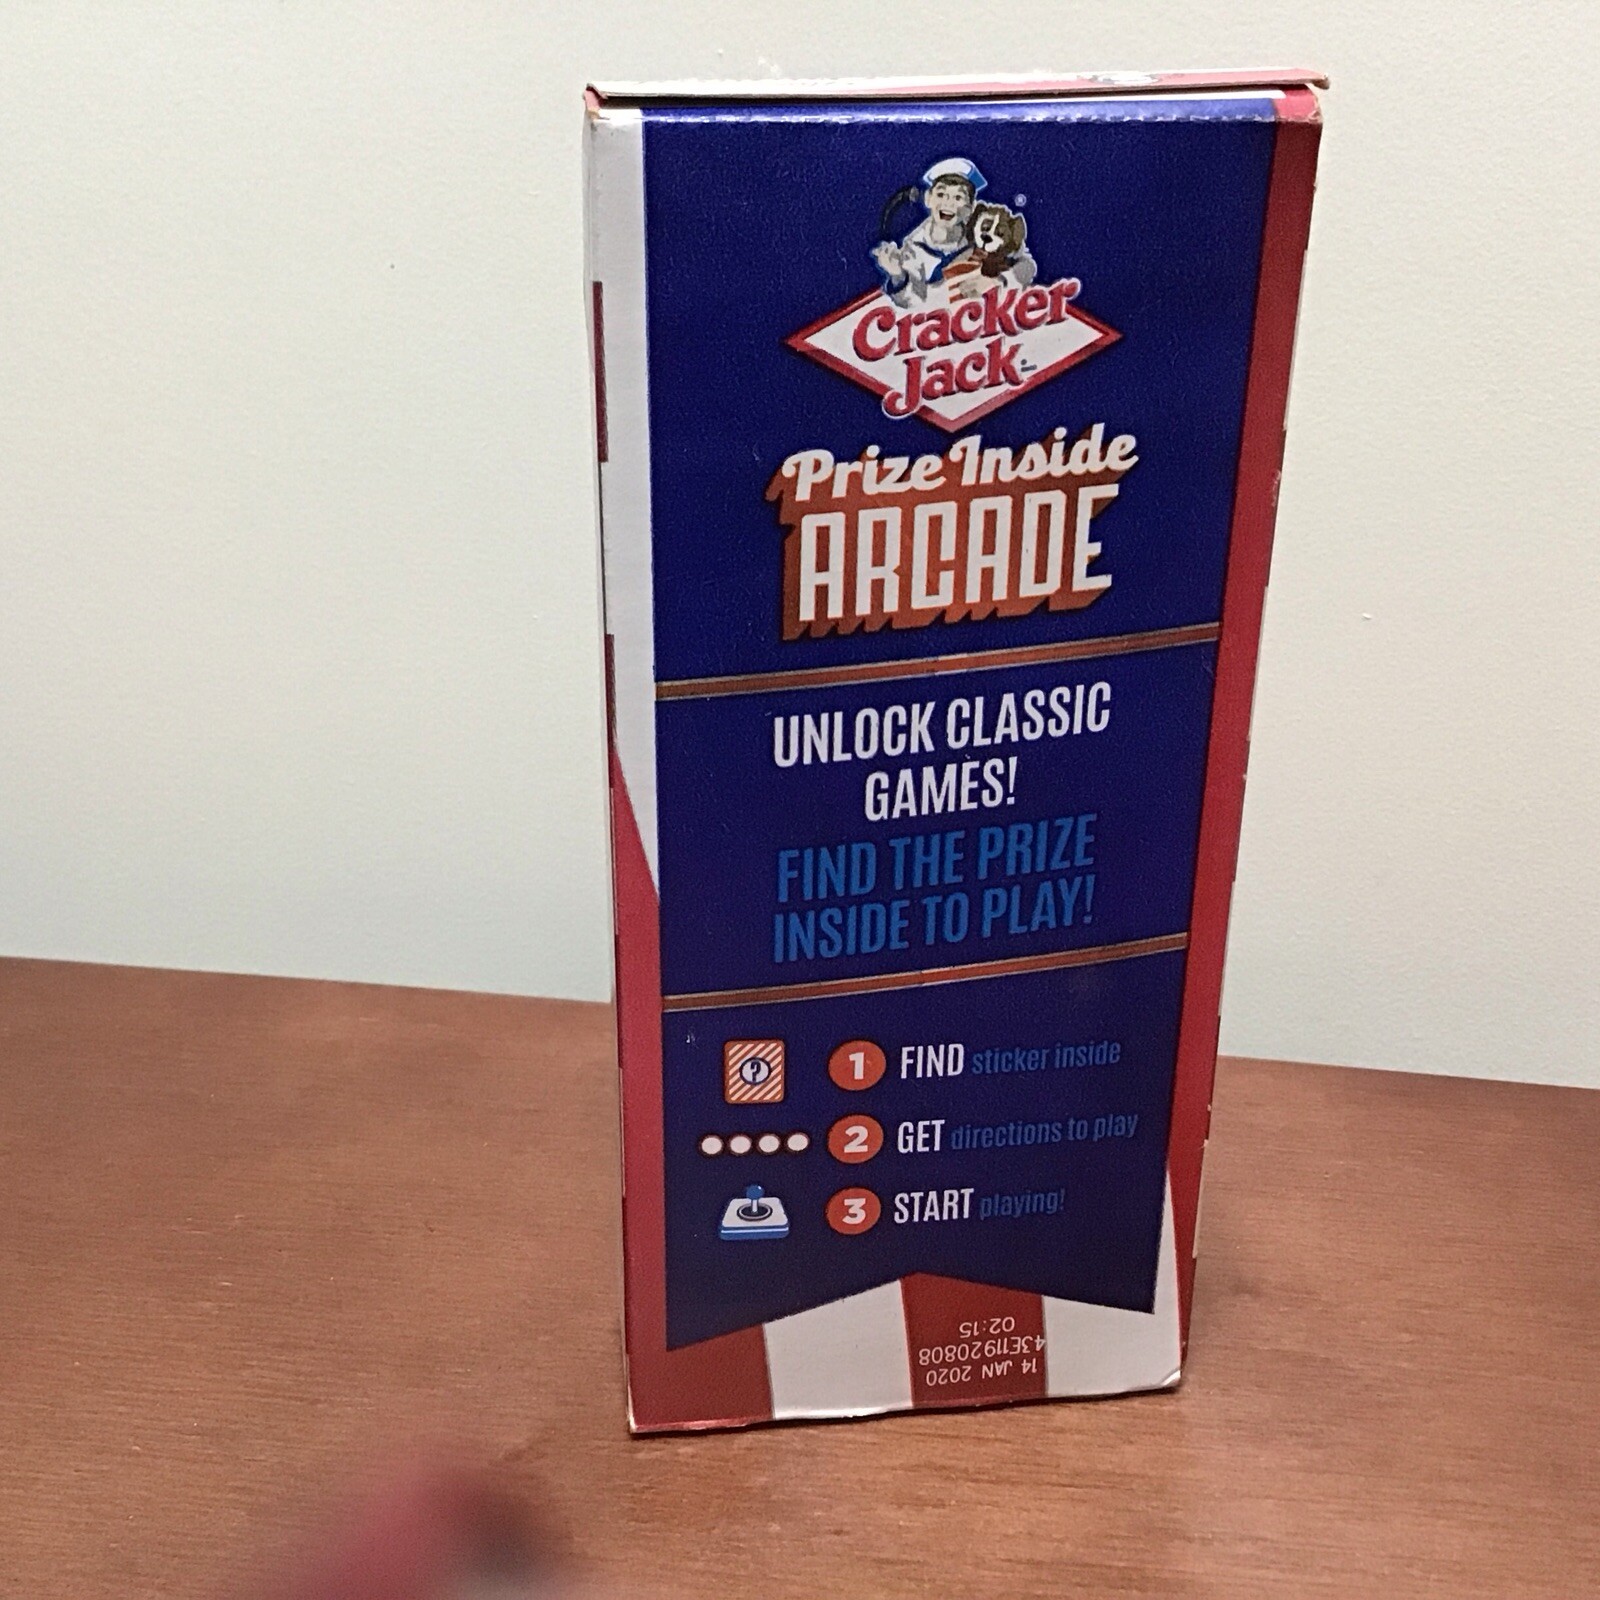 ®
Cracker
Jack
Prize Inside
ARCADE
UNLOCK CLASSIC
GAMES!
FIND THE PRIZE
INSIDE TO PLAY!
?
1 FIND sticker inside
2 GET directions to play
3 START playing!
14 JAN 2020
43E11920808
02:15